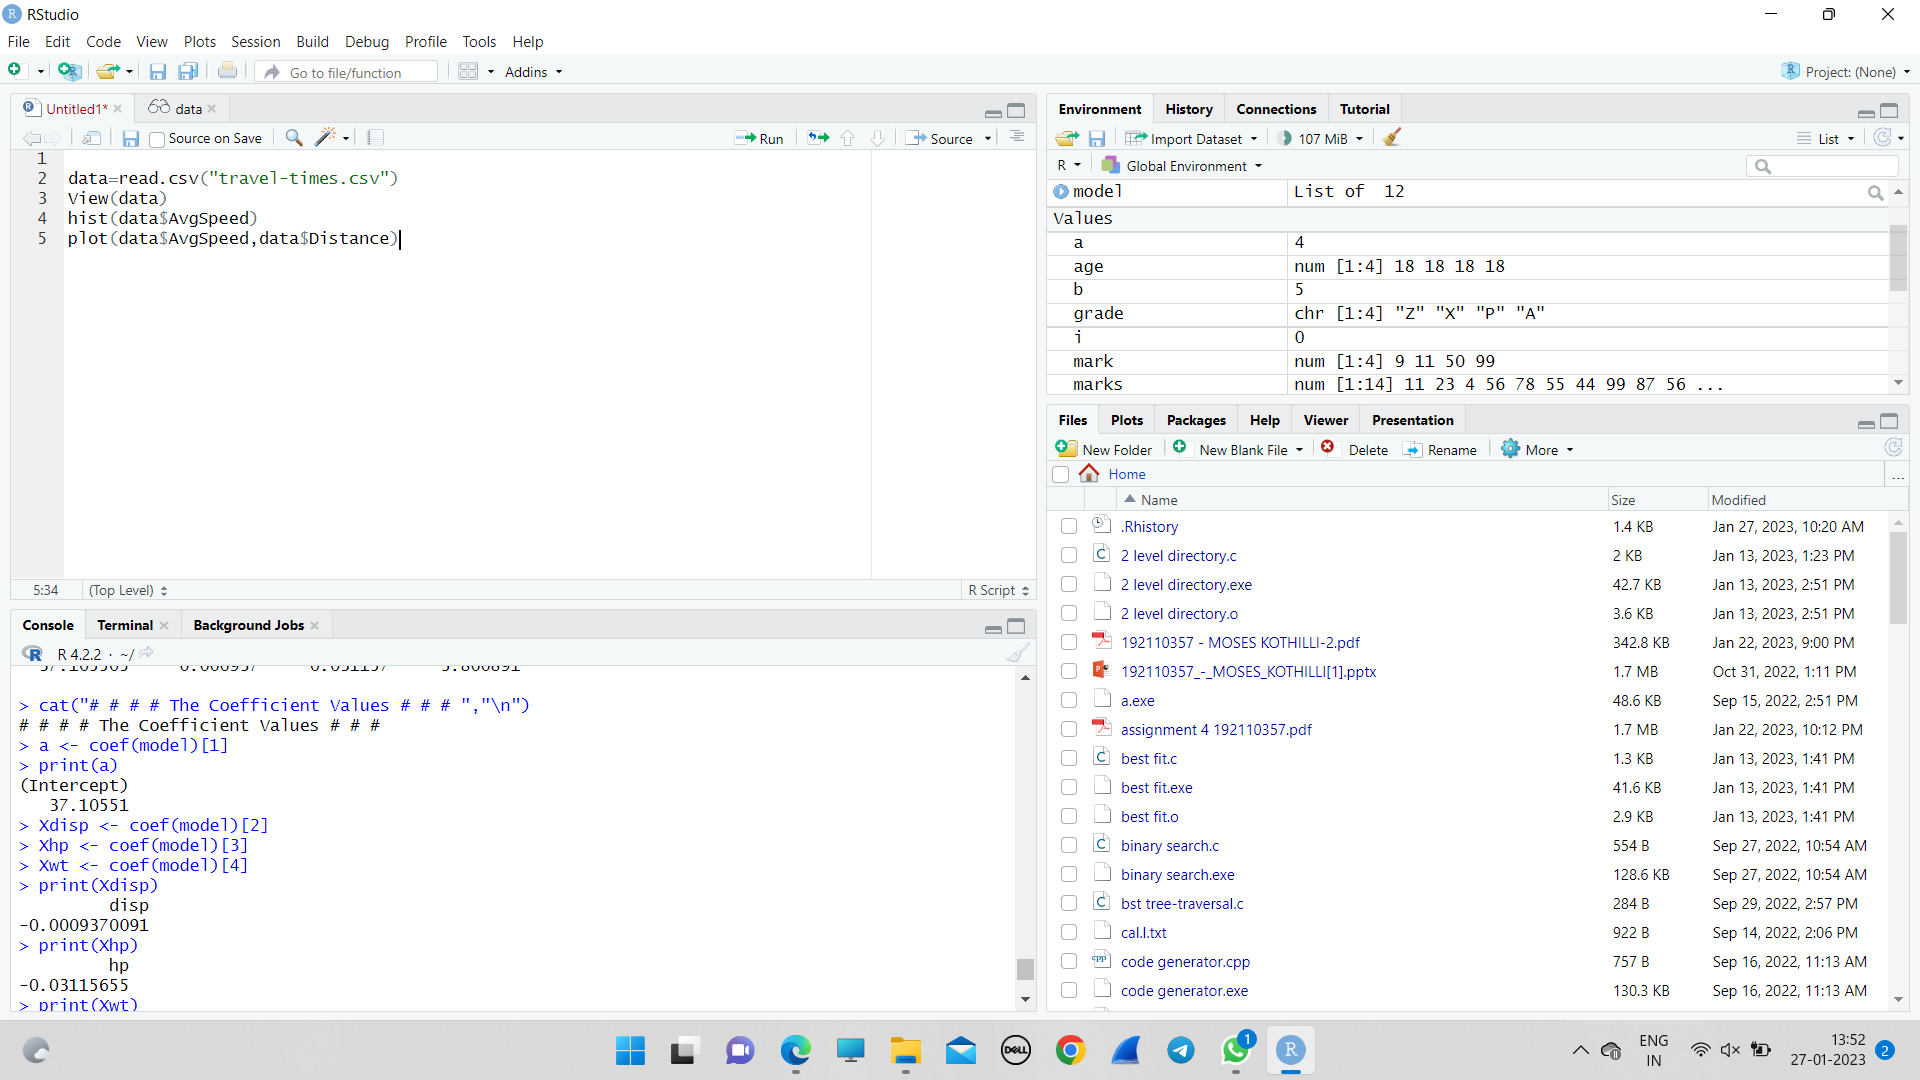 RStudio
File Edit Code View Plots Session Build Debug Profile Tools Help
Go to file/function Addins Project: (None)
Untitled1* data
Source on Save Run Source
1
2 data=read.csv("travel-times.csv")
3 View(data)
4 hist(data$AvgSpeed)
5 plot(data$AvgSpeed,data$Distance)
5:34 (Top Level) R Script
Console Terminal Background Jobs
R 4.2.2 · ~/
> cat("# # # # The Coefficient Values # # # ","\n")
# # # # The Coefficient Values # # #
> a <- coef(model)[1]
> print(a)
(Intercept)
37.10551
> Xdisp <- coef(model)[2]
> Xhp <- coef(model)[3]
> Xwt <- coef(model)[4]
> print(Xdisp)
disp
-0.0009370091
> print(Xhp)
hp
-0.03115655
> print(Xwt)
Environment History Connections Tutorial
Import Dataset 107 MiB List
R Global Environment
model List of 12
Values
a 4
age num [1:4] 18 18 18 18
b 5
grade chr [1:4] "Z" "X" "P" "A"
i 0
mark num [1:4] 9 11 50 99
marks num [1:14] 11 23 4 56 78 55 44 99 87 56 ...
Files Plots Packages Help Viewer Presentation
New Folder New Blank File Delete Rename More
Home ...
Name Size Modified
.Rhistory 1.4 KB Jan 27, 2023, 10:20 AM
2 level directory.c 2 KB Jan 13, 2023, 1:23 PM
2 level directory.exe 42.7 KB Jan 13, 2023, 2:51 PM
2 level directory.o 3.6 KB Jan 13, 2023, 2:51 PM
192110357 - MOSES KOTHILLI-2.pdf 342.8 KB Jan 22, 2023, 9:00 PM
192110357_-_MOSES_KOTHILLI[1].pptx 1.7 MB Oct 31, 2022, 1:11 PM
a.exe 48.6 KB Sep 15, 2022, 2:51 PM
assignment 4 192110357.pdf 1.7 MB Jan 22, 2023, 10:12 PM
best fit.c 1.3 KB Jan 13, 2023, 1:41 PM
best fit.exe 41.6 KB Jan 13, 2023, 1:41 PM
best fit.o 2.9 KB Jan 13, 2023, 1:41 PM
binary search.c 554 B Sep 27, 2022, 10:54 AM
binary search.exe 128.6 KB Sep 27, 2022, 10:54 AM
bst tree-traversal.c 284 B Sep 29, 2022, 2:57 PM
cal.l.txt 922 B Sep 14, 2022, 2:06 PM
code generator.cpp 757 B Sep 16, 2022, 11:13 AM
code generator.exe 130.3 KB Sep 16, 2022, 11:13 AM
DELL 1 R
ENG
IN
13:52
27-01-2023
2